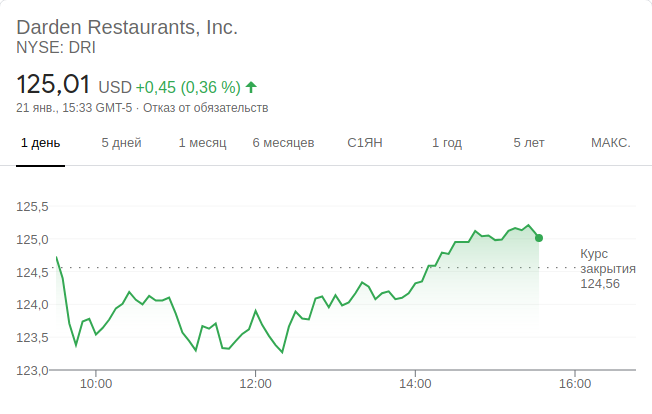 Darden Restaurants, Inc.
NYSE: DRI
125,01 USD +0,45 (0,36 %)
21 янв., 15:33 GMT-5 · Отказ от обязательств
1 день 5 дней 1 месяц 6 месяцев С1ЯН 1 год 5 лет МАКС.
125,5
125,0
124,5
124,0
123,5
123,0
Курс
закрытия
124,56
10:00 12:00 14:00 16:00